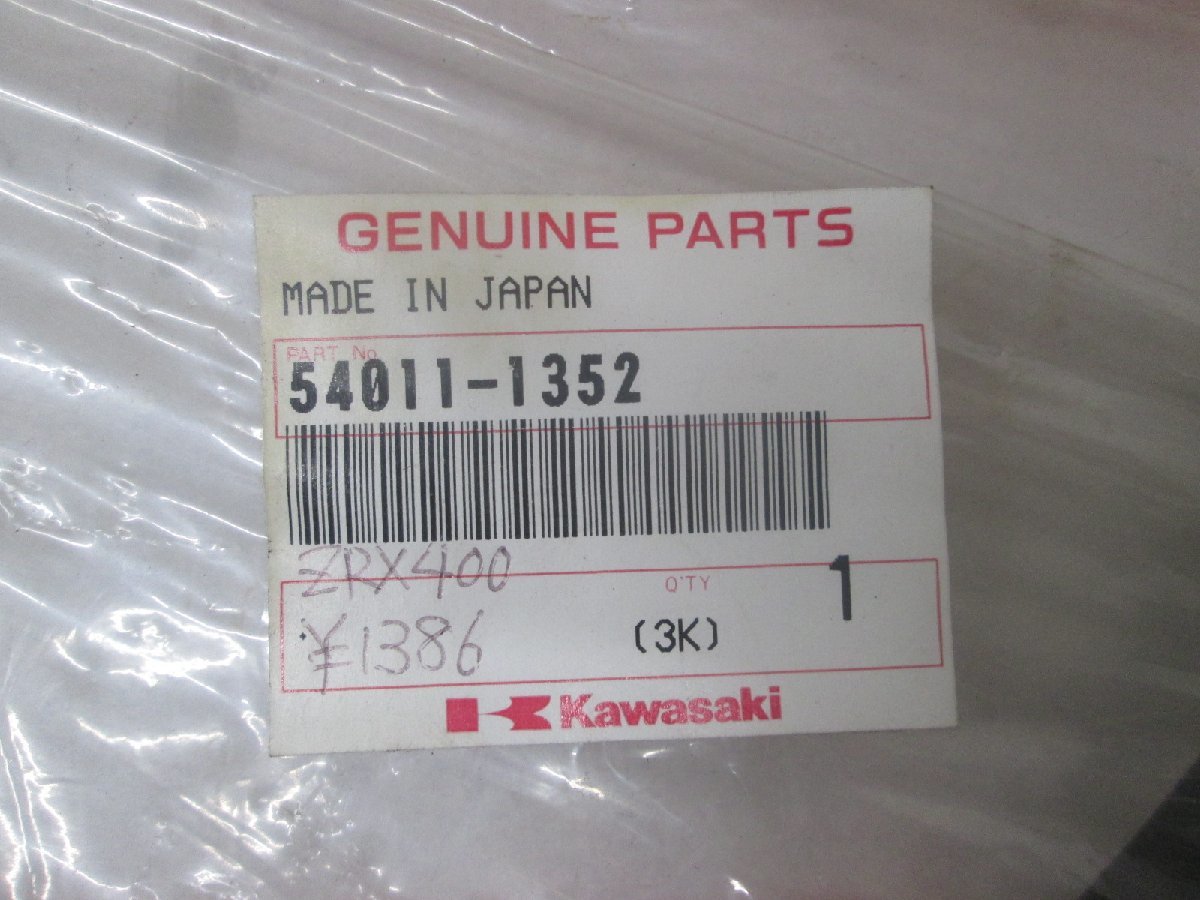 GENUINE PARTS
MADE IN JAPAN
PART No.
54011-1352
ZRX400
Q'TY 1
¥1386 (3K)
Kawasaki